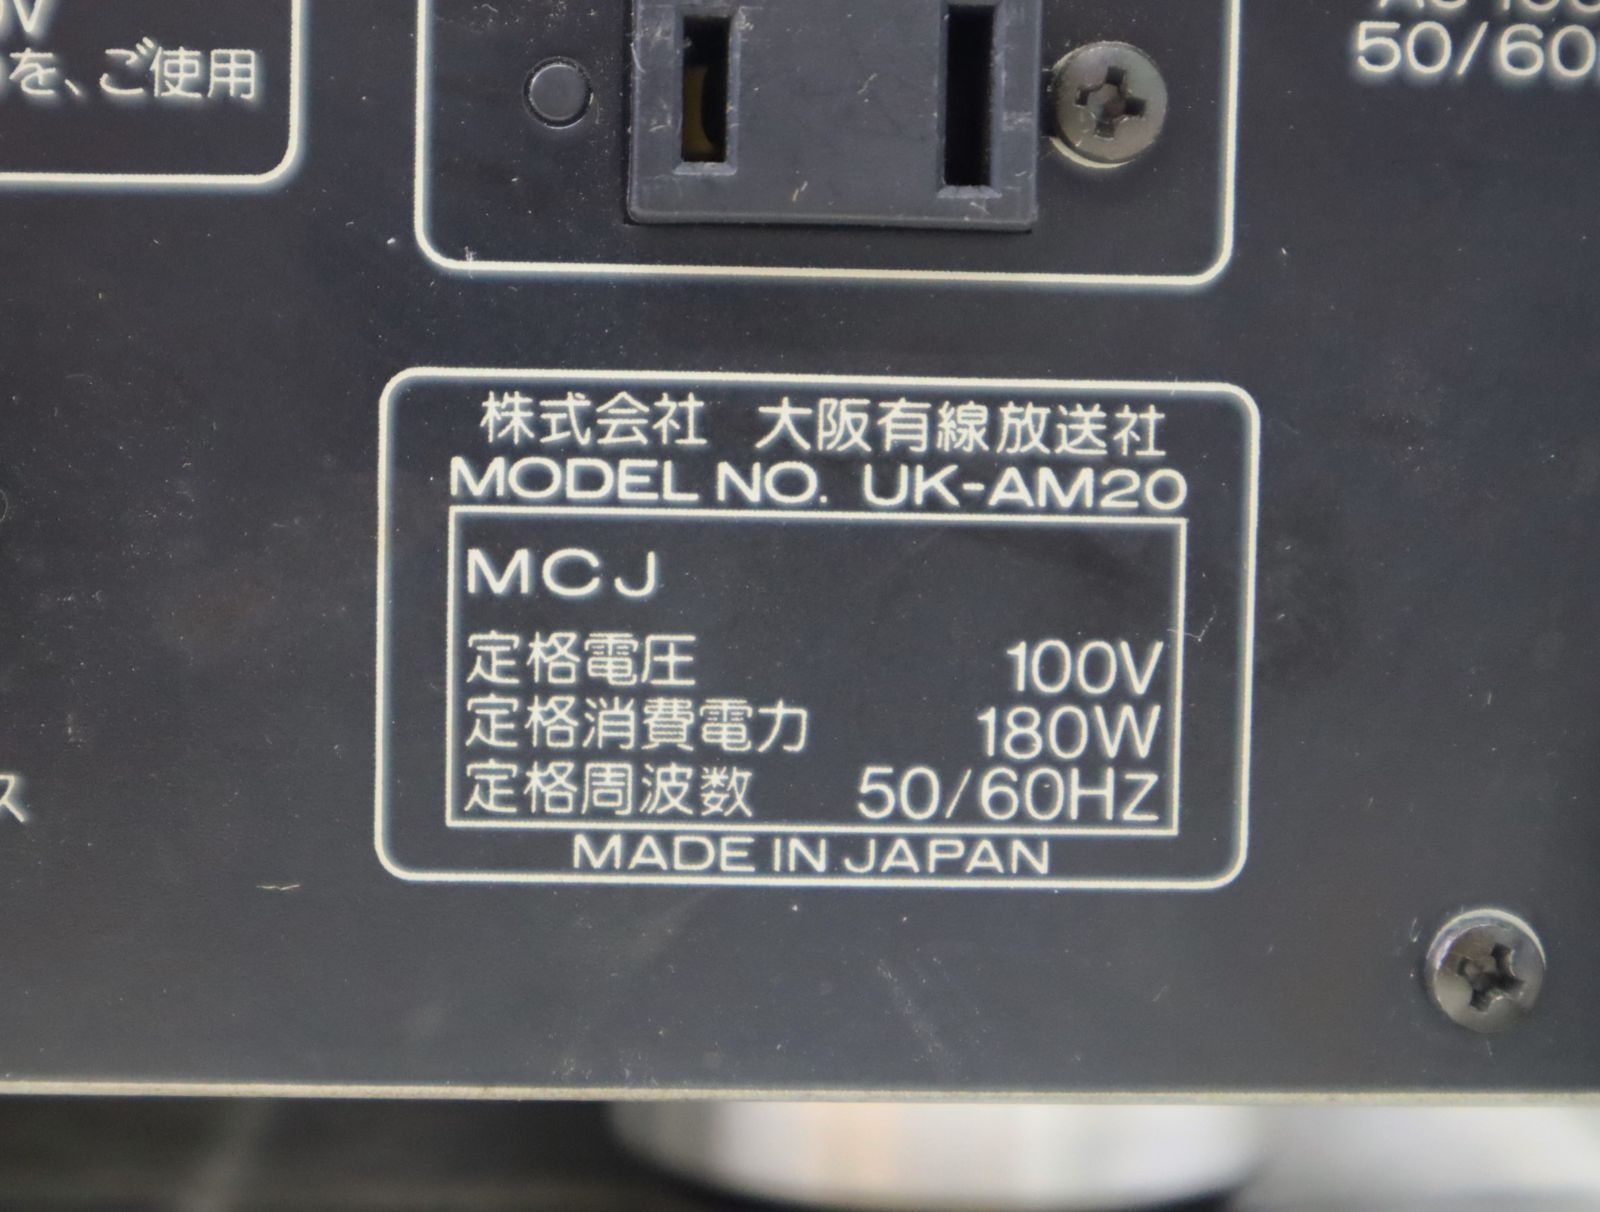 を、ご使用
50/60
株式会社 大阪有線放送社
MODEL NO. UK-AM20
MCJ
定格電圧 100V
定格消費電力 180W
定格周波数 50/60HZ
ス
MADE IN JAPAN